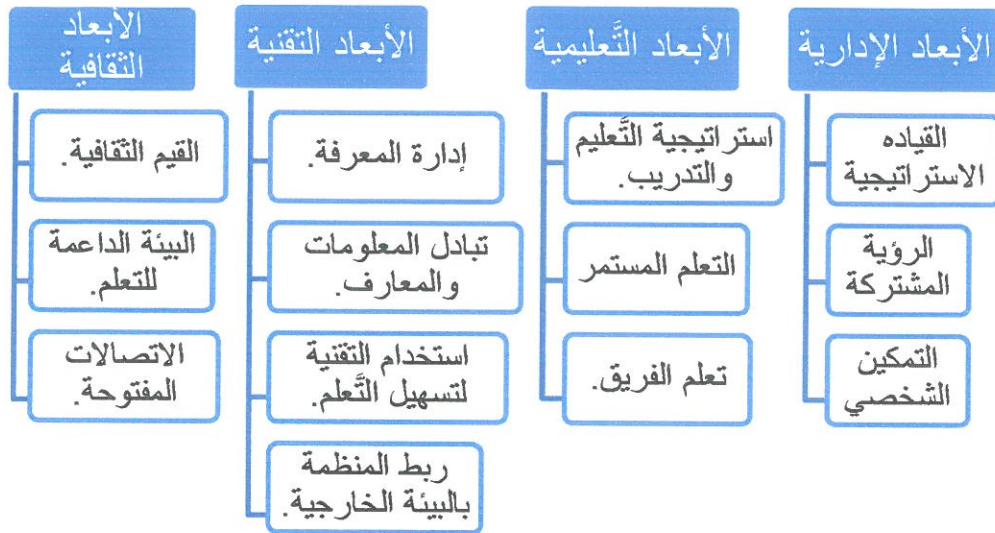 الأبعاد الإدارية
القياده
الاستراتيجية
الرؤية
المشتركة
التمكين
الشخصي
الأبعاد التَّعليمية
استراتيجية التَّعليم
والتدريب.
التعلم المستمر
تعلم الفريق.
الأبعاد التقنية
إدارة المعرفة.
تبادل المعلومات
والمعارف.
استخدام التقنية
لتسهيل التَّعلم.
ربط المنظمة
بالبيئة الخارجية.
الأبعاد
الثقافية
القيم الثقافية.
البيئة الداعمة
للتعلم.
الاتصالات
المفتوحة.